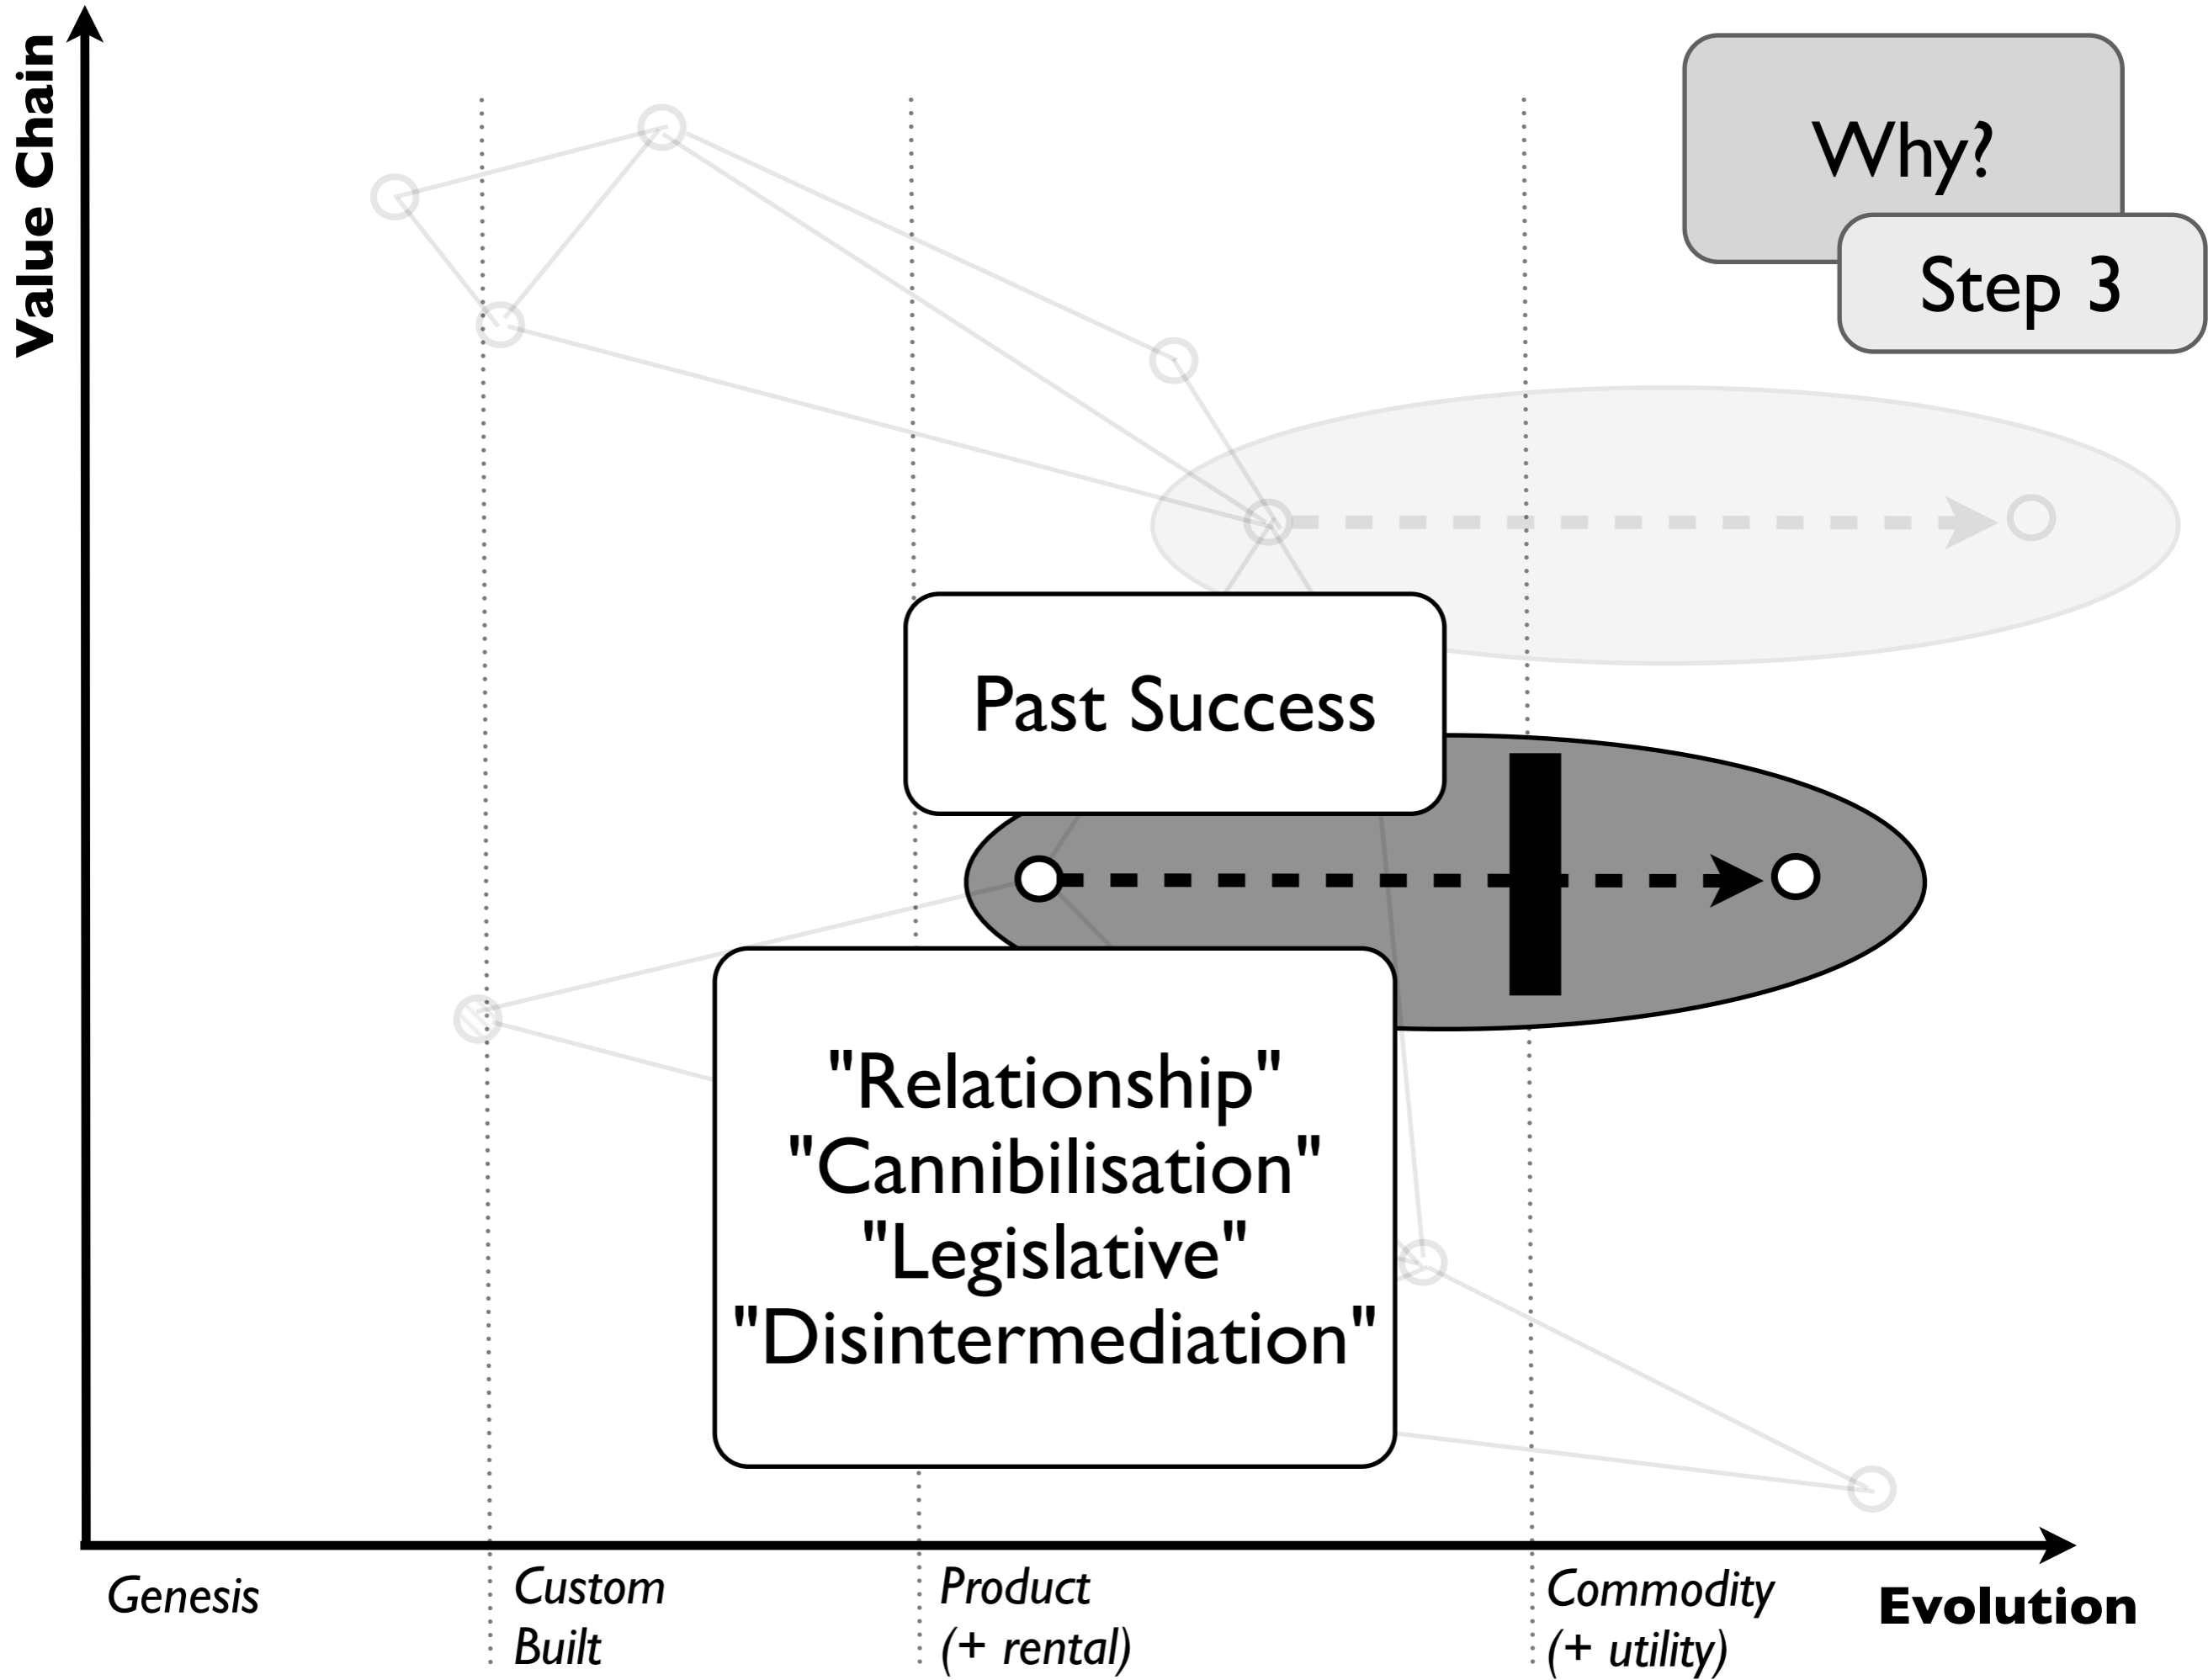 Value Chain
Why?
Step 3
Past Success
"Relationship"
"Cannibilisation"
"Legislative"
"Disintermediation"
Genesis
Custom
Built
Product
(+ rental)
Commodity
(+ utility)
Evolution